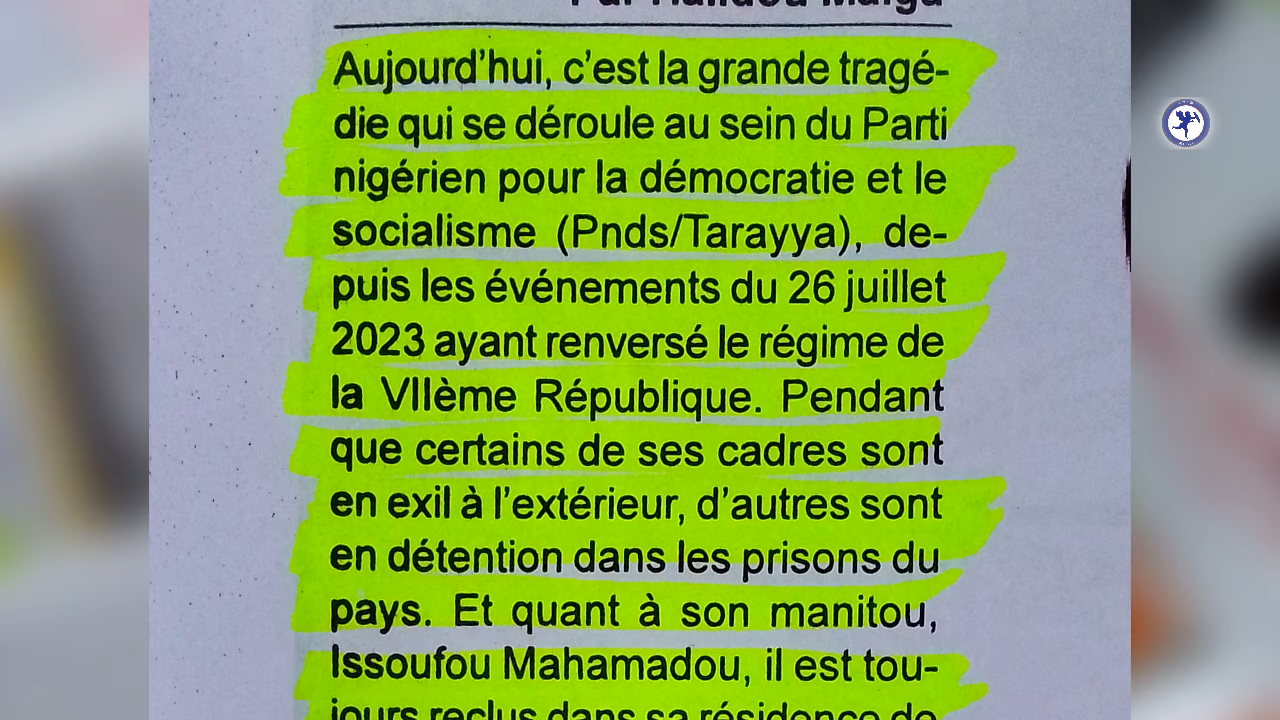 Par Halidou Maïga
Aujourd'hui, c'est la grande tragé-
die qui se déroule au sein du Parti
nigérien pour la démocratie et le
socialisme (Pnds/Tarayya), de-
puis les événements du 26 juillet
2023 ayant renversé le régime de
la VIIème République. Pendant
que certains de ses cadres sont
en exil à l'extérieur, d'autres sont
en détention dans les prisons du
pays. Et quant à son manitou,
Issoufou Mahamadou, il est tou-
jours reclus dans sa résidence de